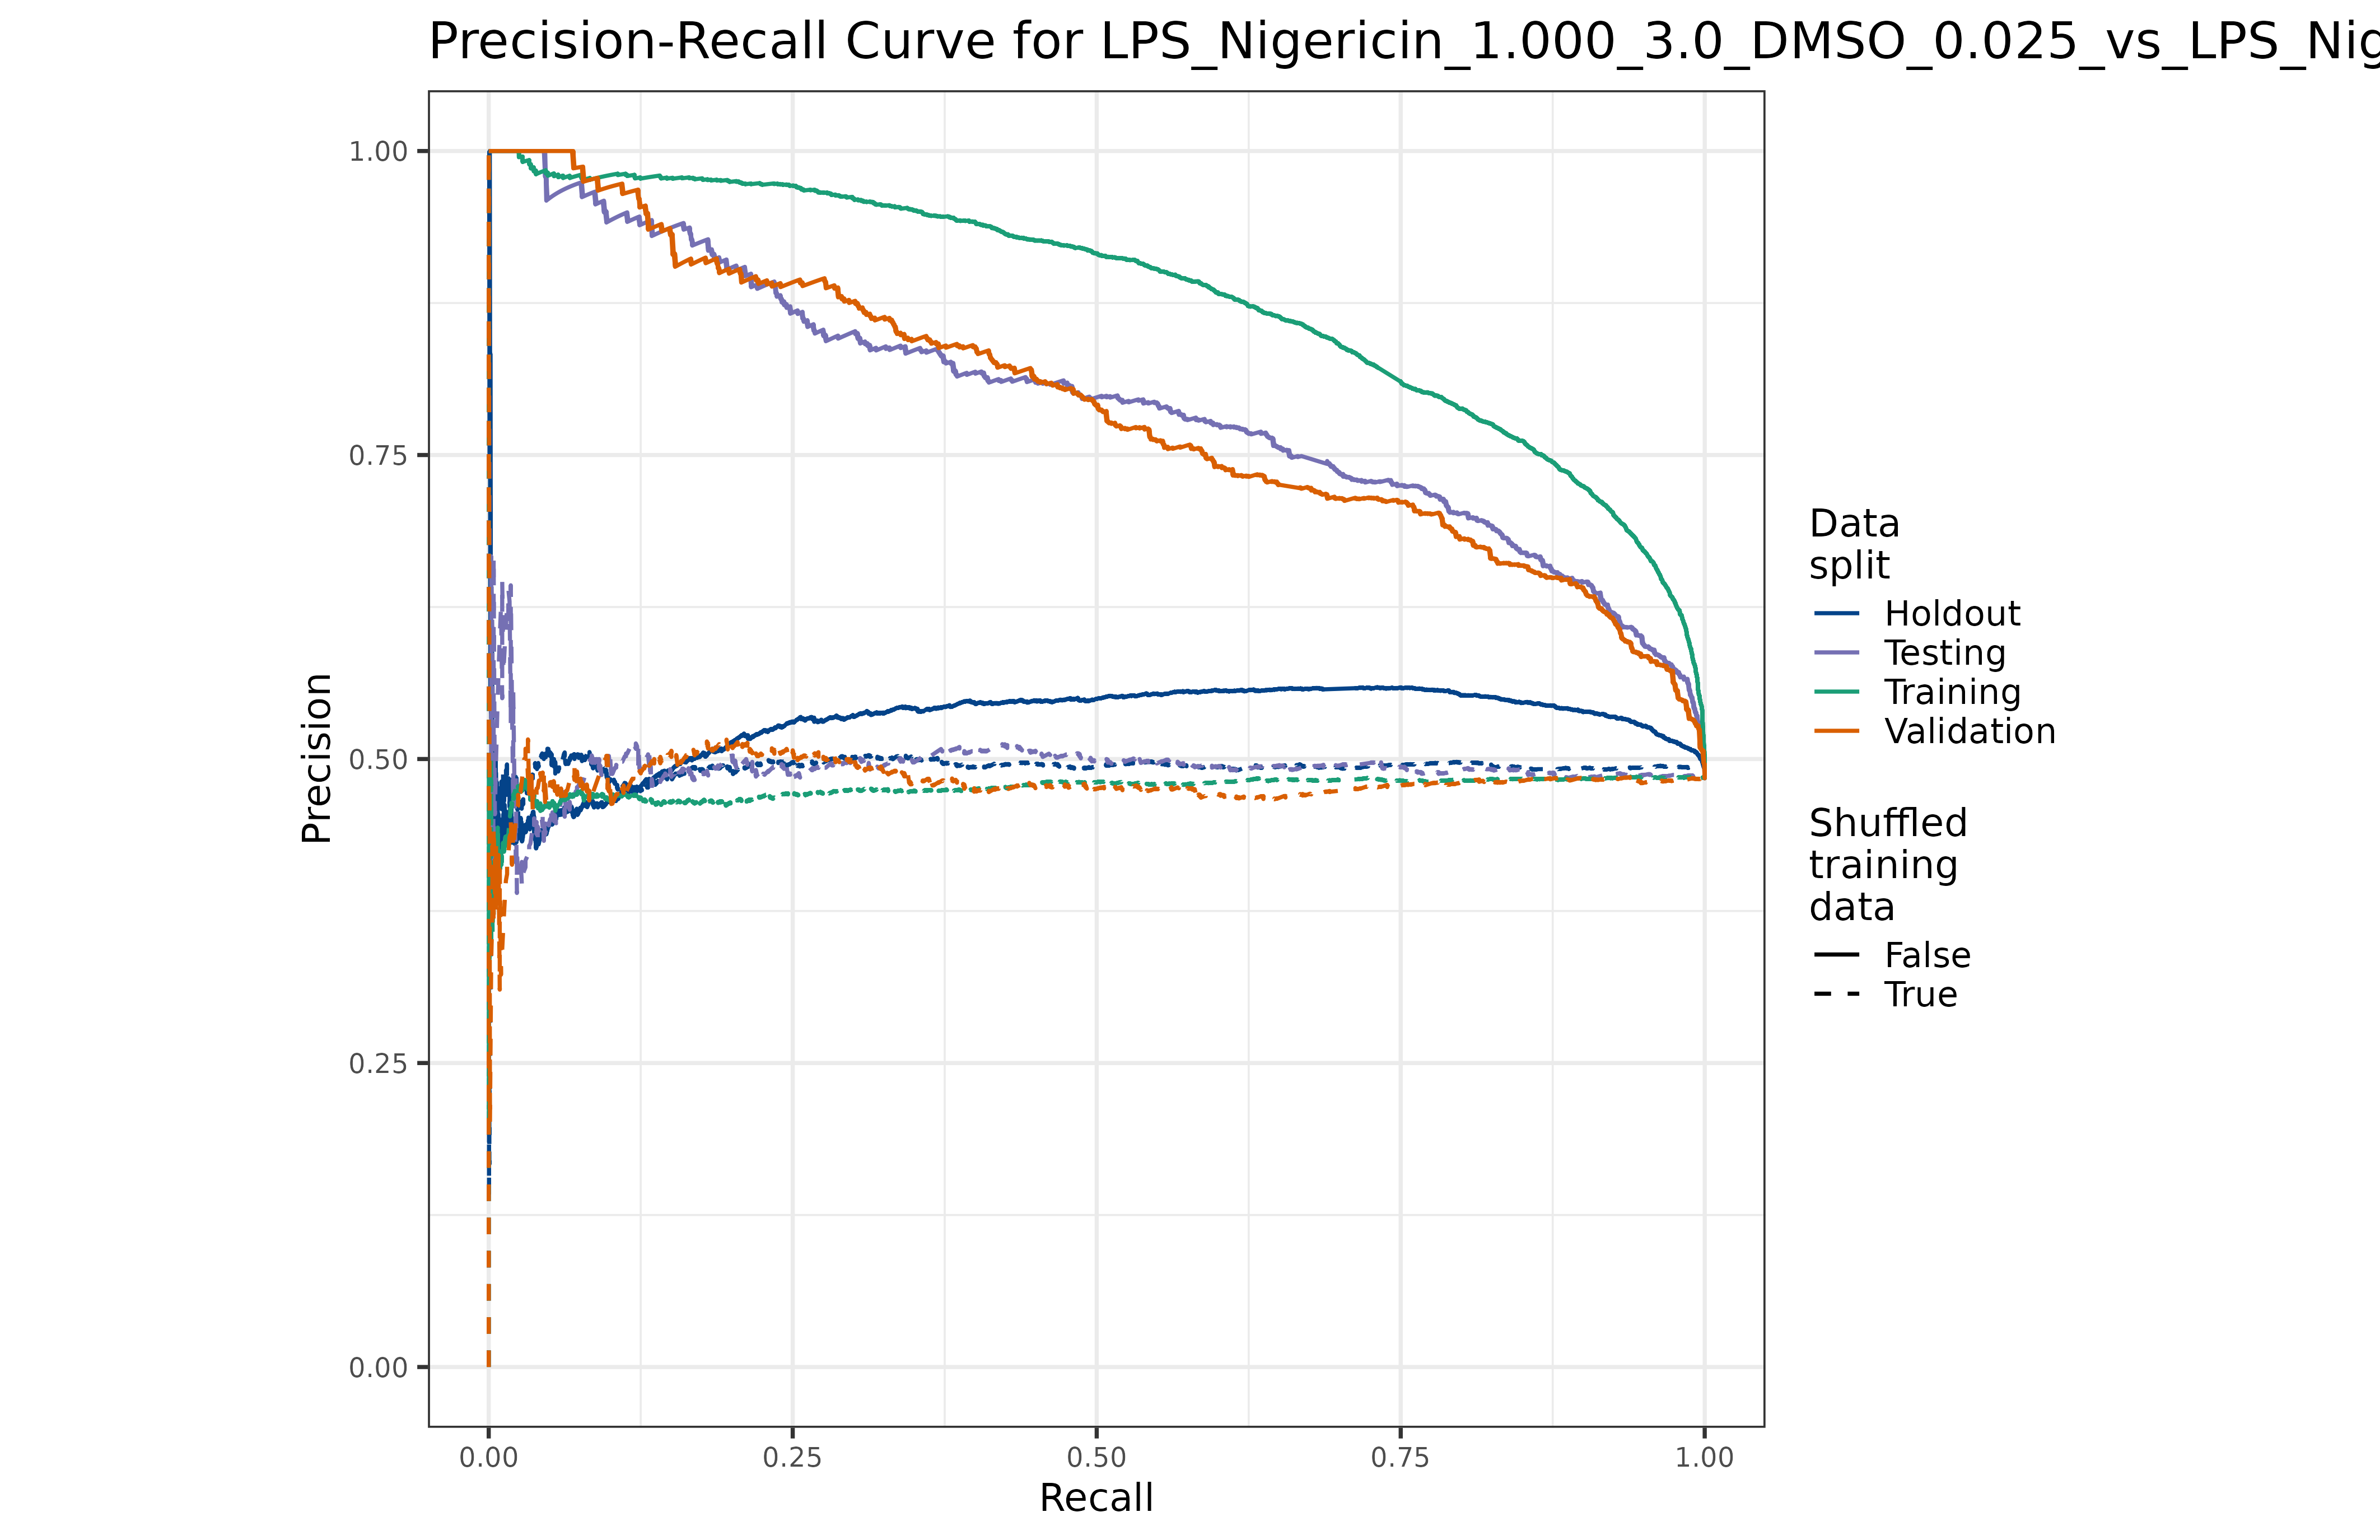 Precision-Recall Curve for LPS_Nigericin_1.000_3.0_DMSO_0.025_vs_LPS_Nig
1.00
0.75
0.50
0.25
0.00
Precision
0.00 0.25 0.50 0.75 1.00
Recall
Data
split
Holdout
Testing
Training
Validation
Shuffled
training
data
False
True